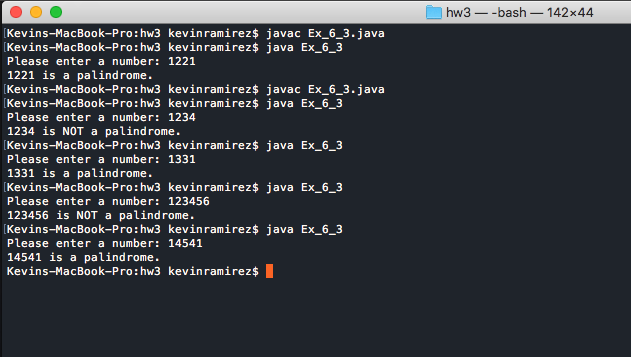 hw3 — -bash — 142×44
[Kevins-MacBook-Pro:hw3 kevinramirez$ javac Ex_6_3.java
[Kevins-MacBook-Pro:hw3 kevinramirez$ java Ex_6_3
Please enter a number: 1221
1221 is a palindrome.
[Kevins-MacBook-Pro:hw3 kevinramirez$ javac Ex_6_3.java
[Kevins-MacBook-Pro:hw3 kevinramirez$ java Ex_6_3
Please enter a number: 1234
1234 is NOT a palindrome.
[Kevins-MacBook-Pro:hw3 kevinramirez$ java Ex_6_3
Please enter a number: 1331
1331 is a palindrome.
[Kevins-MacBook-Pro:hw3 kevinramirez$ java Ex_6_3
Please enter a number: 123456
123456 is NOT a palindrome.
[Kevins-MacBook-Pro:hw3 kevinramirez$ java Ex_6_3
Please enter a number: 14541
14541 is a palindrome.
Kevins-MacBook-Pro:hw3 kevinramirez$